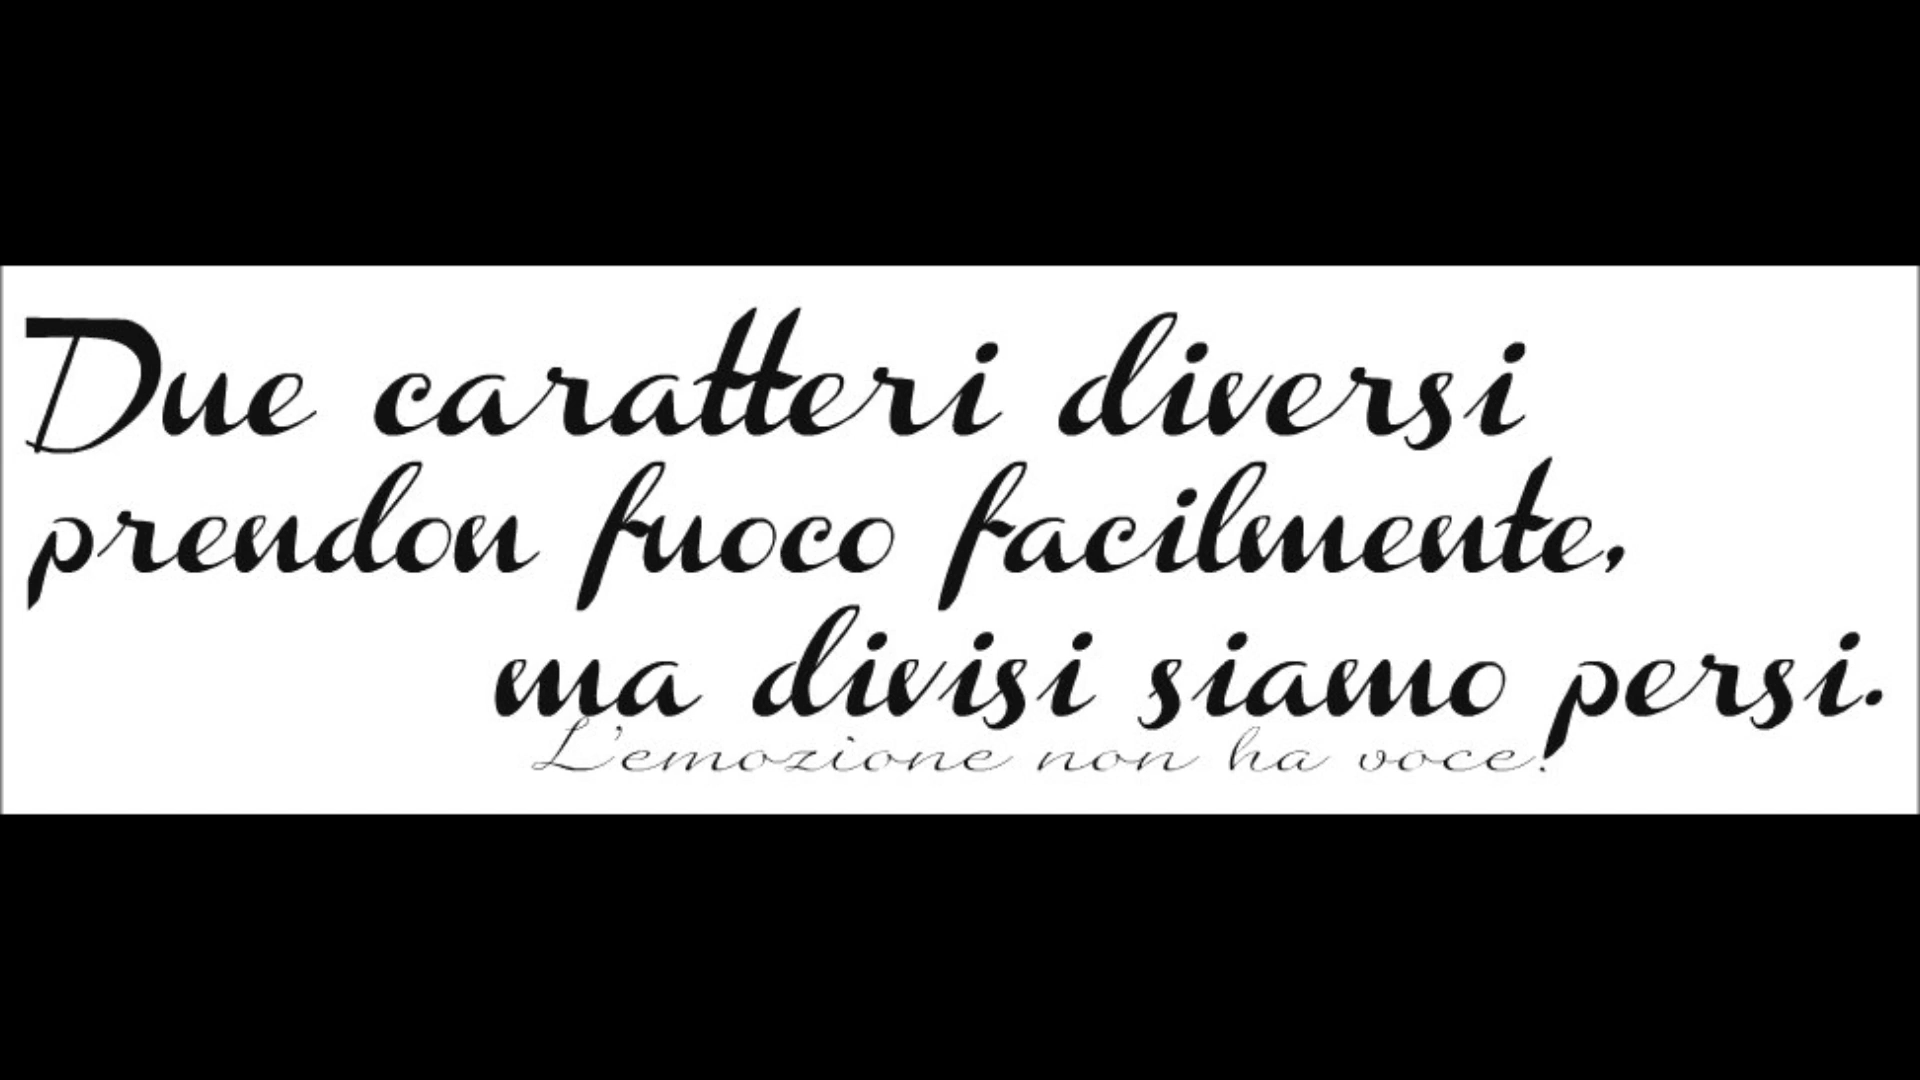 Due caratteri diversi
prendon fuoco facilmente,
ma divisi siamo persi.
L'emozione non ha voce.